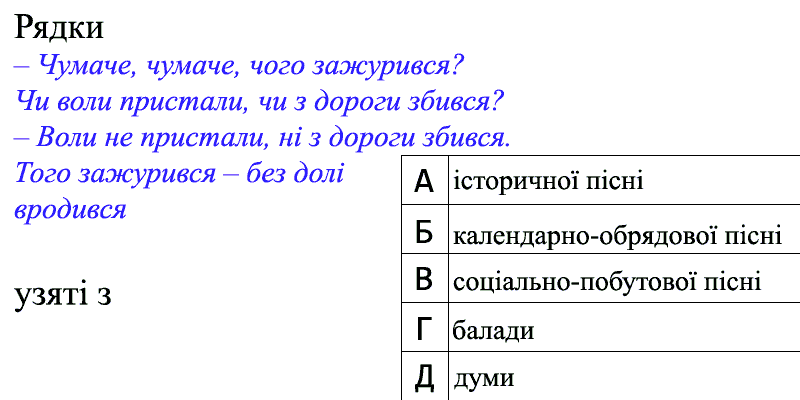 Рядки
– Чумаче, чумаче, чого зажурився?
Чи воли пристали, чи з дороги збився?
– Воли не пристали, ні з дороги збився.
Того зажурився – без долі
вродився
узяті з
А історичної пісні
Б календарно-обрядової пісні
В соціально-побутової пісні
Г балади
Д думи